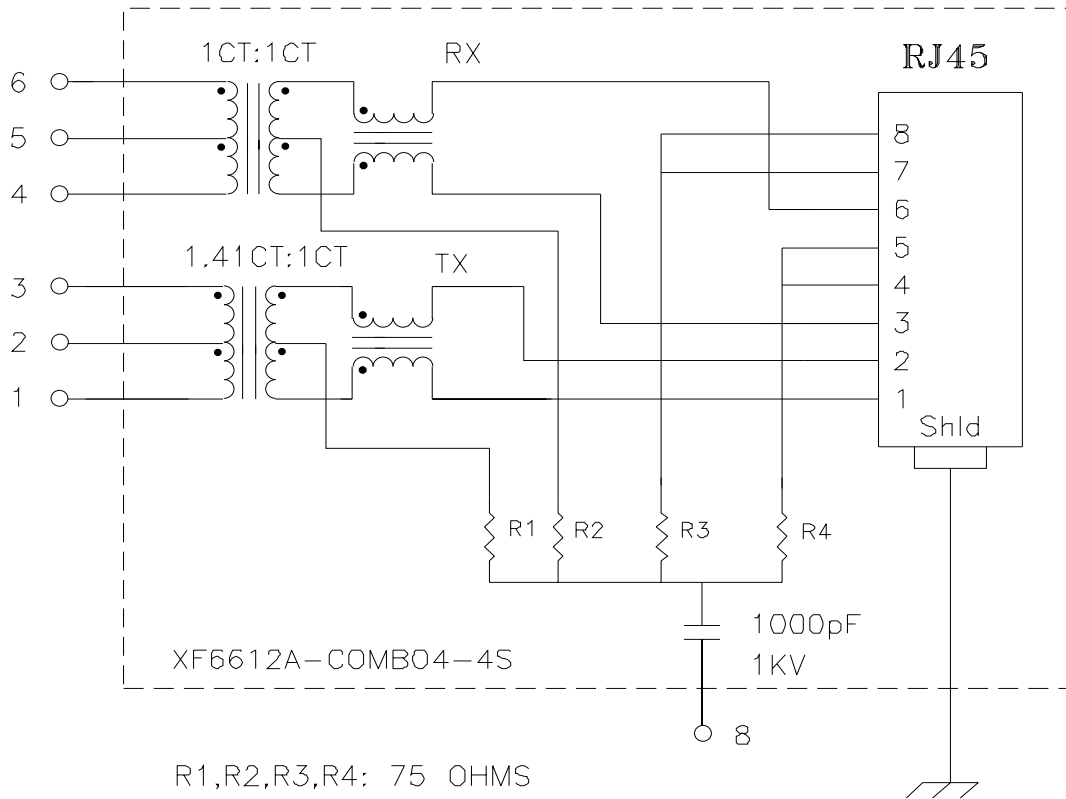 1CT:1CT
RX
RJ45
6
5
4
8
7
6
5
4
3
2
1
Shld
1.41CT:1CT
TX
3
2
1
R1
R2
R3
R4
1000pF
1KV
XF6612A-COMBO4-4S
8
R1,R2,R3,R4: 75 OHMS